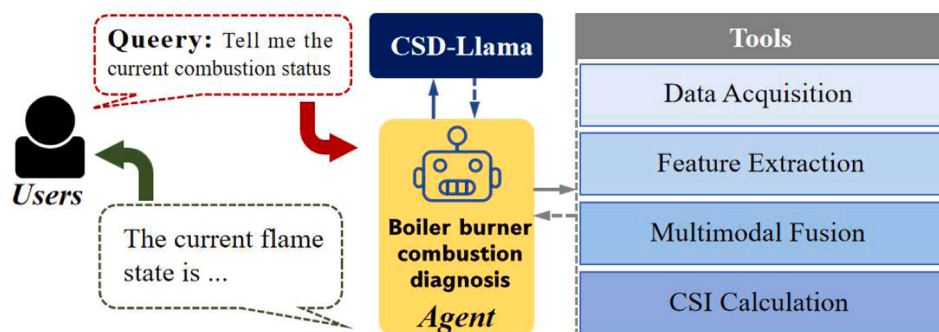 Queery: Tell me the
current combustion status
Users
The current flame
state is ...
CSD-Llama
Boiler burner
combustion
diagnosis
Agent
Tools
Data Acquisition
Feature Extraction
Multimodal Fusion
CSI Calculation